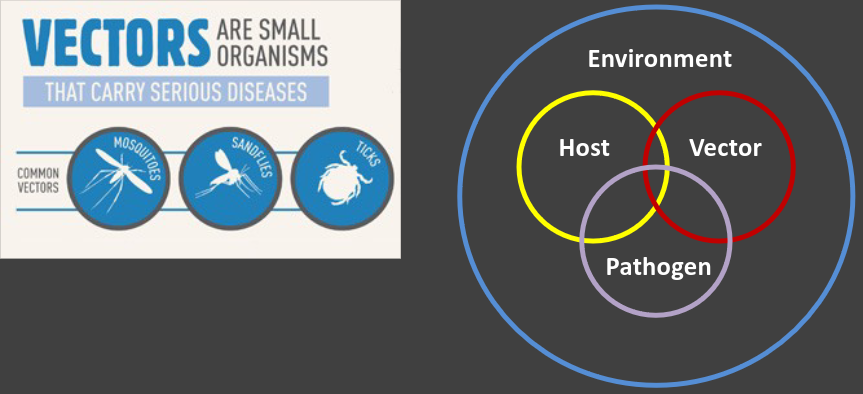 VECTORS ARE SMALL
ORGANISMS
THAT CARRY SERIOUS DISEASES
COMMON
VECTORS
MOSQUITOES
SANDFLIES
TICKS
Environment
Host
Vector
Pathogen